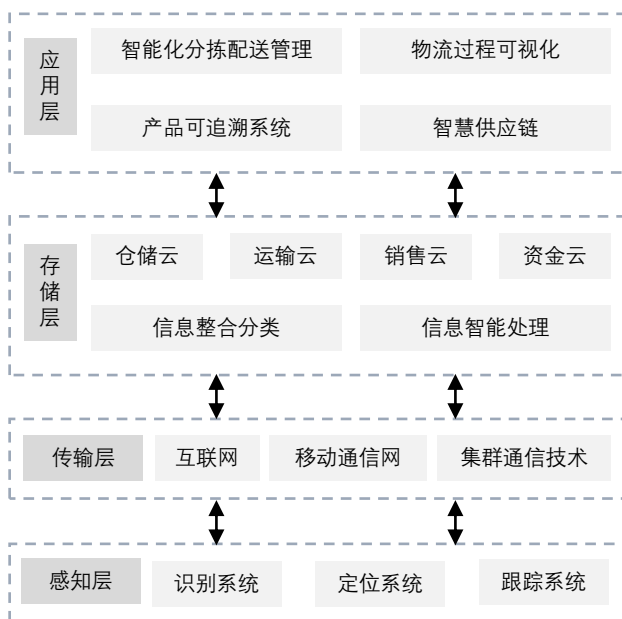 应用层
智能化分拣配送管理
物流过程可视化
产品可追溯系统
智慧供应链
存储层
仓储云
运输云
销售云
资金云
信息整合分类
信息智能处理
传输层
互联网
移动通信网
集群通信技术
感知层
识别系统
定位系统
跟踪系统